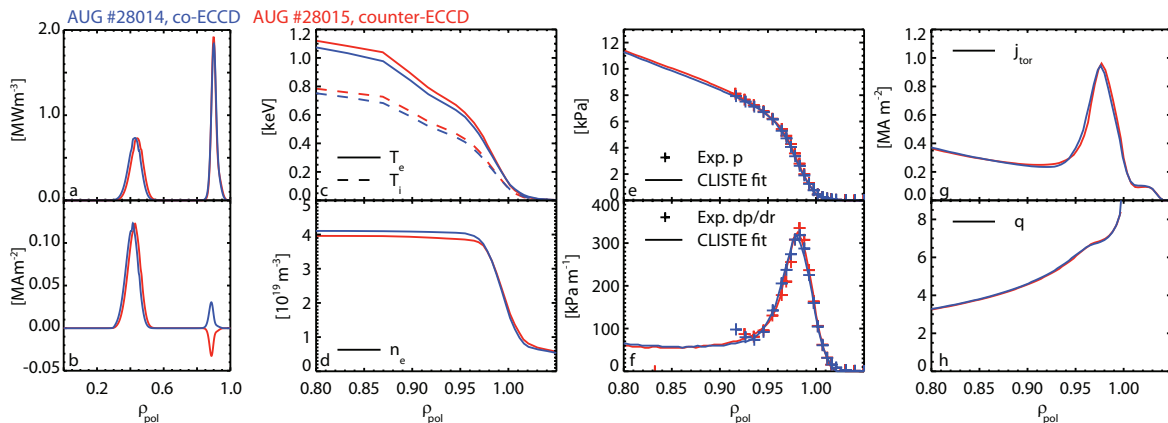 AUG #28014, co-ECCD AUG #28015, counter-ECCD
[MWm⁻³]
2.0
1.0
0.0
a
[MAm⁻²]
0.10
0.05
0.00
-0.05
b
0.2 0.6 1.0
ρpol
[keV]
1.2
1.0
0.8
0.6
0.4
0.2
0.0
Te
Ti
c
[10¹⁹ m⁻³]
5
4
3
2
1
0
ne
d
0.80 0.85 0.90 0.95 1.00
ρpol
[kPa]
12
10
8
6
4
2
0
Exp. p
CLISTE fit
e
[kPa m⁻¹]
400
300
200
100
0
Exp. dp/dr
CLISTE fit
f
0.80 0.85 0.90 0.95 1.00
ρpol
[MA m⁻²]
1.2
1.0
0.8
0.6
0.4
0.2
0.0
jtor
g
8
6
4
2
0
q
h
0.80 0.85 0.90 0.95 1.00
ρpol